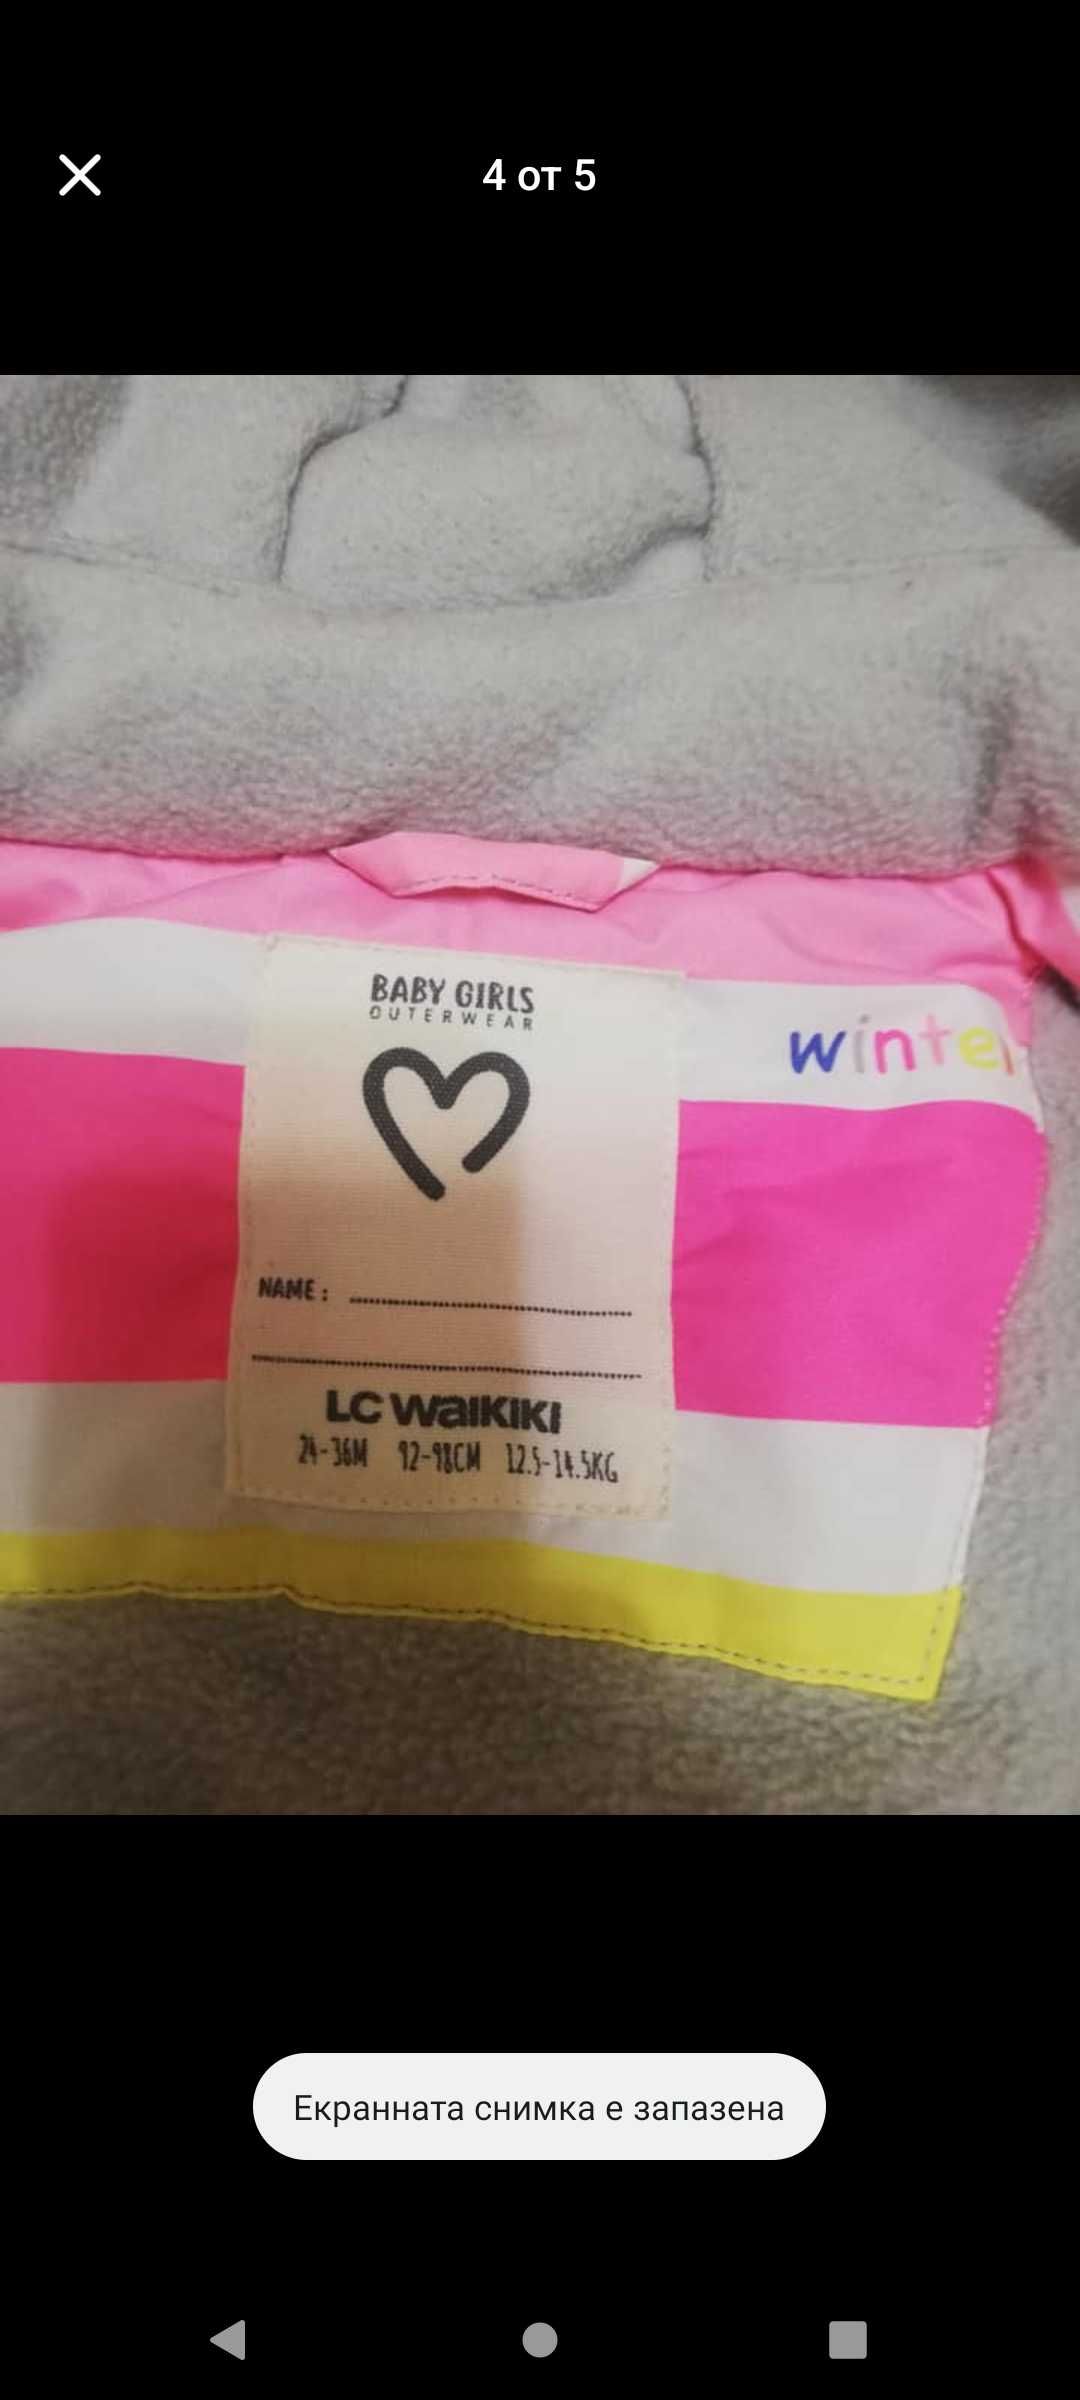 4 от 5
BABY GIRLS
OUTERWEAR
winter
NAME :
LC WAIKIKI
24-36M 92-98CM 12.5-14.5KG
Екранната снимка е запазена